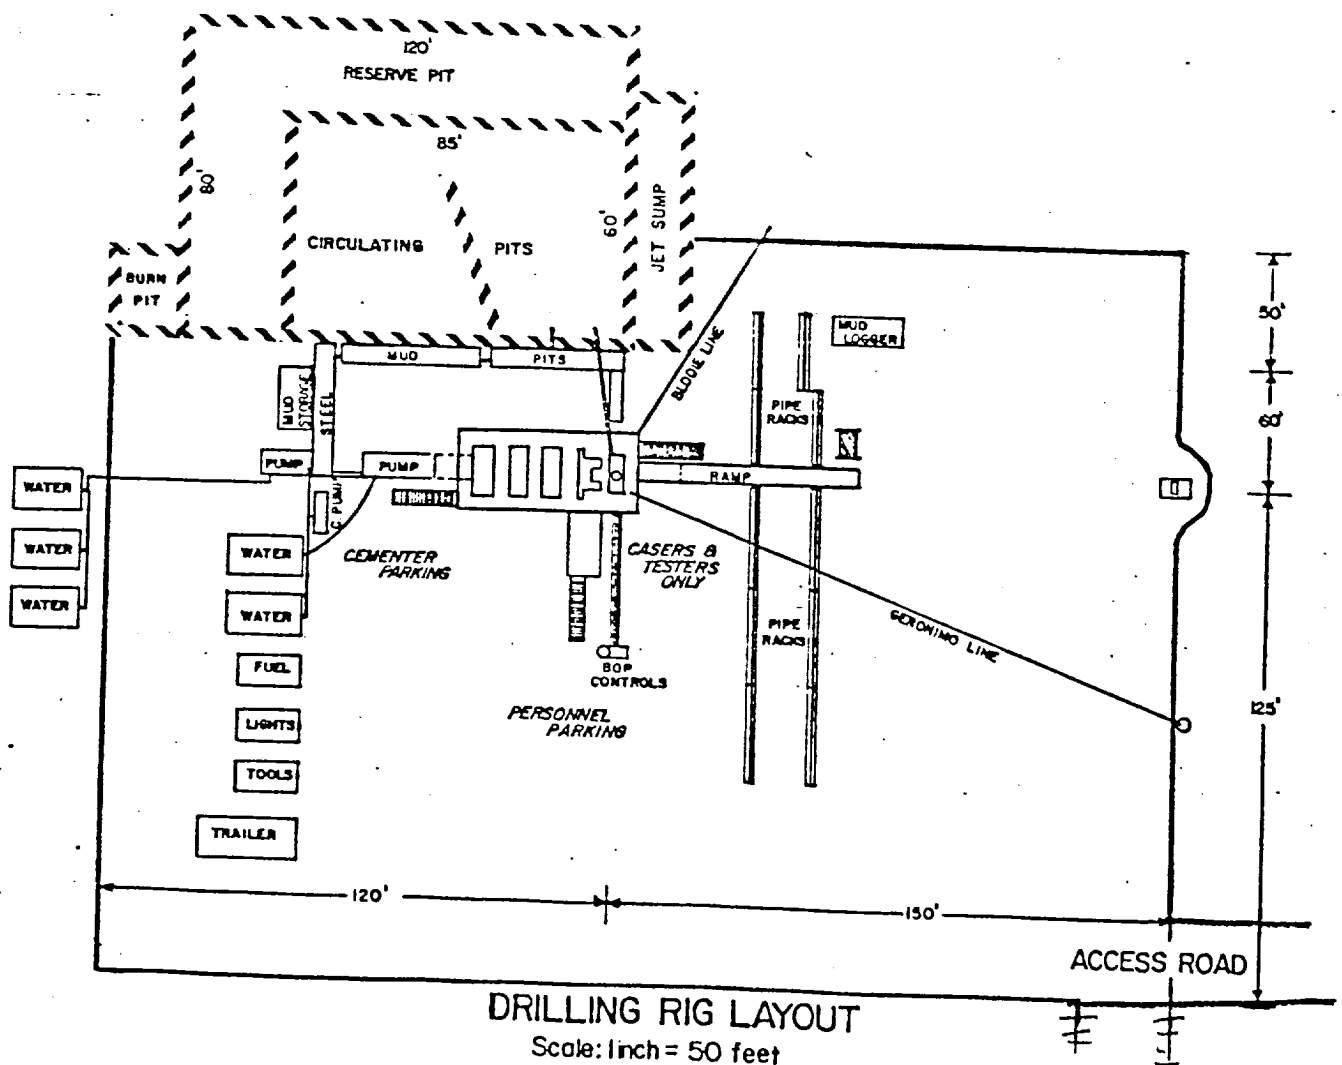 120'
RESERVE PIT
85'
80'
60'
JET SUMP
CIRCULATING PITS
BURN
PIT
50'
MUD
LOGGER
BLOOIE LINE
MUD PITS
MUD
STORAGE
STEEL
PIPE
RACKS
60'
PUMP
PUMP
RAMP
WATER
C PUMP
WATER
WATER
CEMENTER
PARKING
CASERS &
TESTERS
ONLY
WATER
WATER
GERONIMO LINE
PIPE
RACKS
FUEL
BOP
CONTROLS
LIGHTS
PERSONNEL
PARKING
125'
TOOLS
TRAILER
120'
150'
ACCESS ROAD
DRILLING RIG LAYOUT
Scale: 1inch = 50 feet